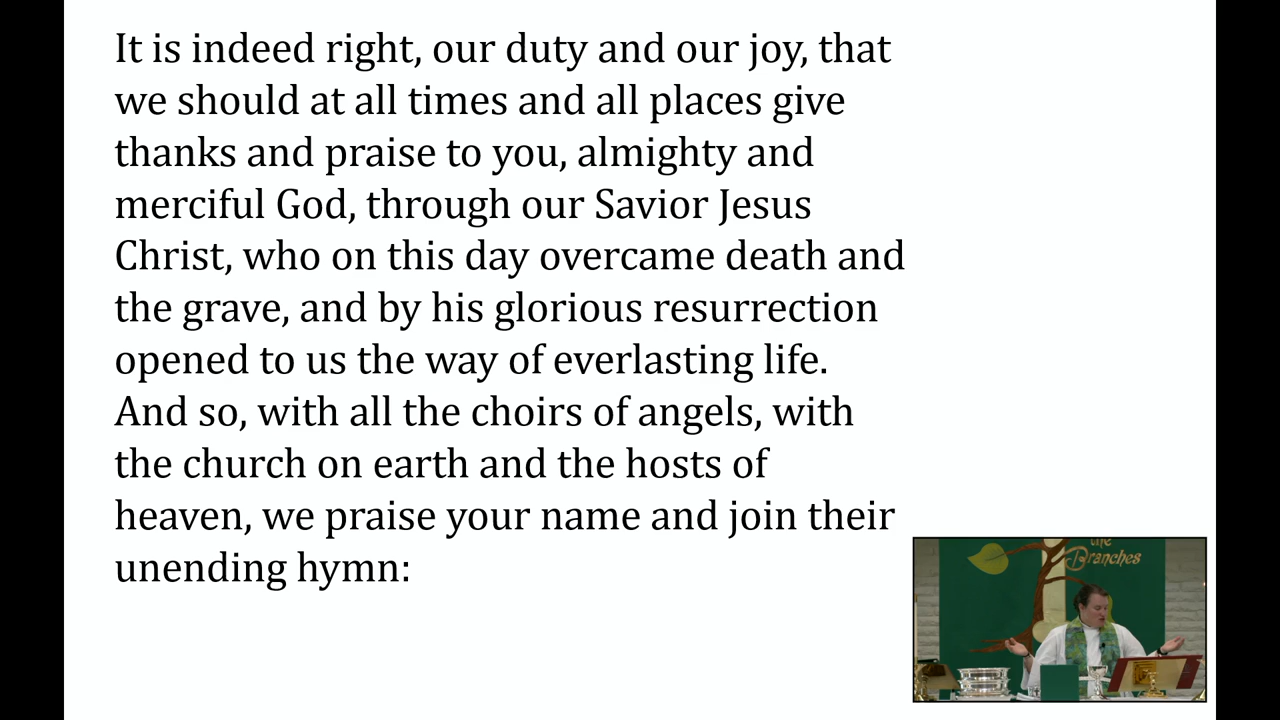 It is indeed right, our duty and our joy, that
we should at all times and all places give
thanks and praise to you, almighty and
merciful God, through our Savior Jesus
Christ, who on this day overcame death and
the grave, and by his glorious resurrection
opened to us the way of everlasting life.
And so, with all the choirs of angels, with
the church on earth and the hosts of
heaven, we praise your name and join their
unending hymn:
the
Branches